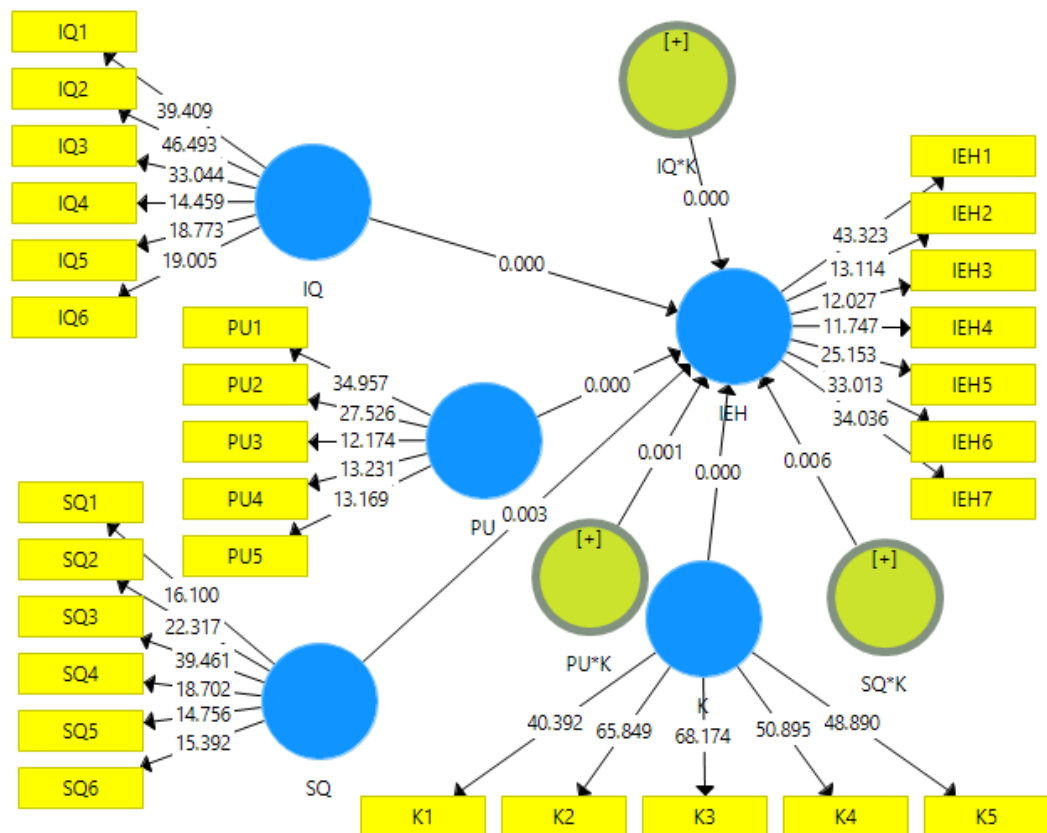 IQ1
IQ2
IQ3
IQ4
IQ5
IQ6
39.409
46.493
33.044
14.459
18.773
19.005
IQ
0.000
[+]
IQ*K
0.000
IEH1
IEH2
IEH3
IEH4
IEH5
IEH6
IEH7
43.323
13.114
12.027
11.747
25.153
33.013
34.036
IEH
PU1
PU2
PU3
PU4
PU5
34.957
27.526
12.174
13.231
13.169
PU
0.000
SQ1
SQ2
SQ3
SQ4
SQ5
SQ6
16.100
22.317
39.461
18.702
14.756
15.392
SQ
0.003
0.001
0.000
0.006
[+]
PU*K
[+]
SQ*K
K
40.392
65.849
68.174
50.895
48.890
K1
K2
K3
K4
K5